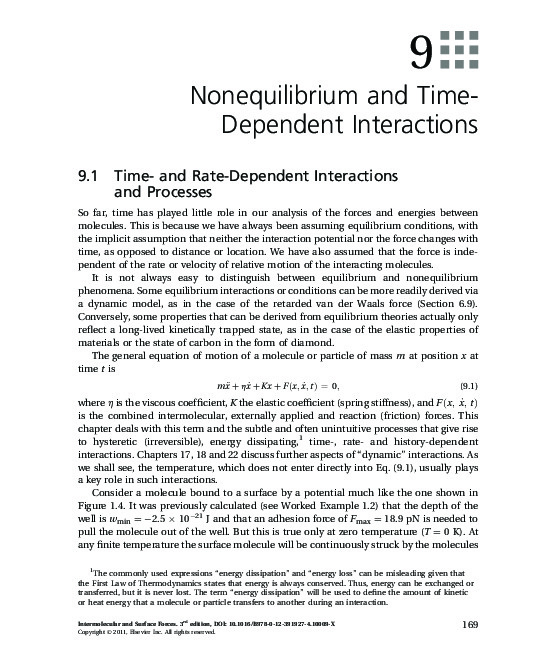 9
Nonequilibrium and Time-
Dependent Interactions
9.1 Time- and Rate-Dependent Interactions
and Processes
So far, time has played little role in our analysis of the forces and energies between
molecules. This is because we have always been assuming equilibrium conditions, with
the implicit assumption that neither the interaction potential nor the force changes with
time, as opposed to distance or location. We have also assumed that the force is inde-
pendent of the rate or velocity of relative motion of the interacting molecules.
It is not always easy to distinguish between equilibrium and nonequilibrium
phenomena. Some equilibrium interactions or conditions can be more readily derived via
a dynamic model, as in the case of the retarded van der Waals force (Section 6.9).
Conversely, some properties that can be derived from equilibrium theories actually only
reflect a long-lived kinetically trapped state, as in the case of the elastic properties of
materials or the state of carbon in the form of diamond.
The general equation of motion of a molecule or particle of mass m at position x at
time t is
mẍ + ηẋ + Kx + F(x, ẋ, t) = 0, (9.1)
where η is the viscous coefficient, K the elastic coefficient (spring stiffness), and F(x, ẋ, t)
is the combined intermolecular, externally applied and reaction (friction) forces. This
chapter deals with this term and the subtle and often unintuitive processes that give rise
to hysteretic (irreversible), energy dissipating,¹ time-, rate- and history-dependent
interactions. Chapters 17, 18 and 22 discuss further aspects of “dynamic” interactions. As
we shall see, the temperature, which does not enter directly into Eq. (9.1), usually plays
a key role in such interactions.
Consider a molecule bound to a surface by a potential much like the one shown in
Figure 1.4. It was previously calculated (see Worked Example 1.2) that the depth of the
well is wmin = −2.5 × 10⁻²¹ J and that an adhesion force of Fmax = 18.9 pN is needed to
pull the molecule out of the well. But this is true only at zero temperature (T = 0 K). At
any finite temperature the surface molecule will be continuously struck by the molecules
¹The commonly used expressions “energy dissipation” and “energy loss” can be misleading given that
the First Law of Thermodynamics states that energy is always conserved. Thus, energy can be exchanged or
transferred, but it is never lost. The term “energy dissipation” will be used to define the amount of kinetic
or heat energy that a molecule or particle transfers to another during an interaction.
Intermolecular and Surface Forces. 3rd edition, DOI: 10.1016/B978-0-12-391927-4.10009-X 169
Copyright © 2011, Elsevier Inc. All rights reserved.